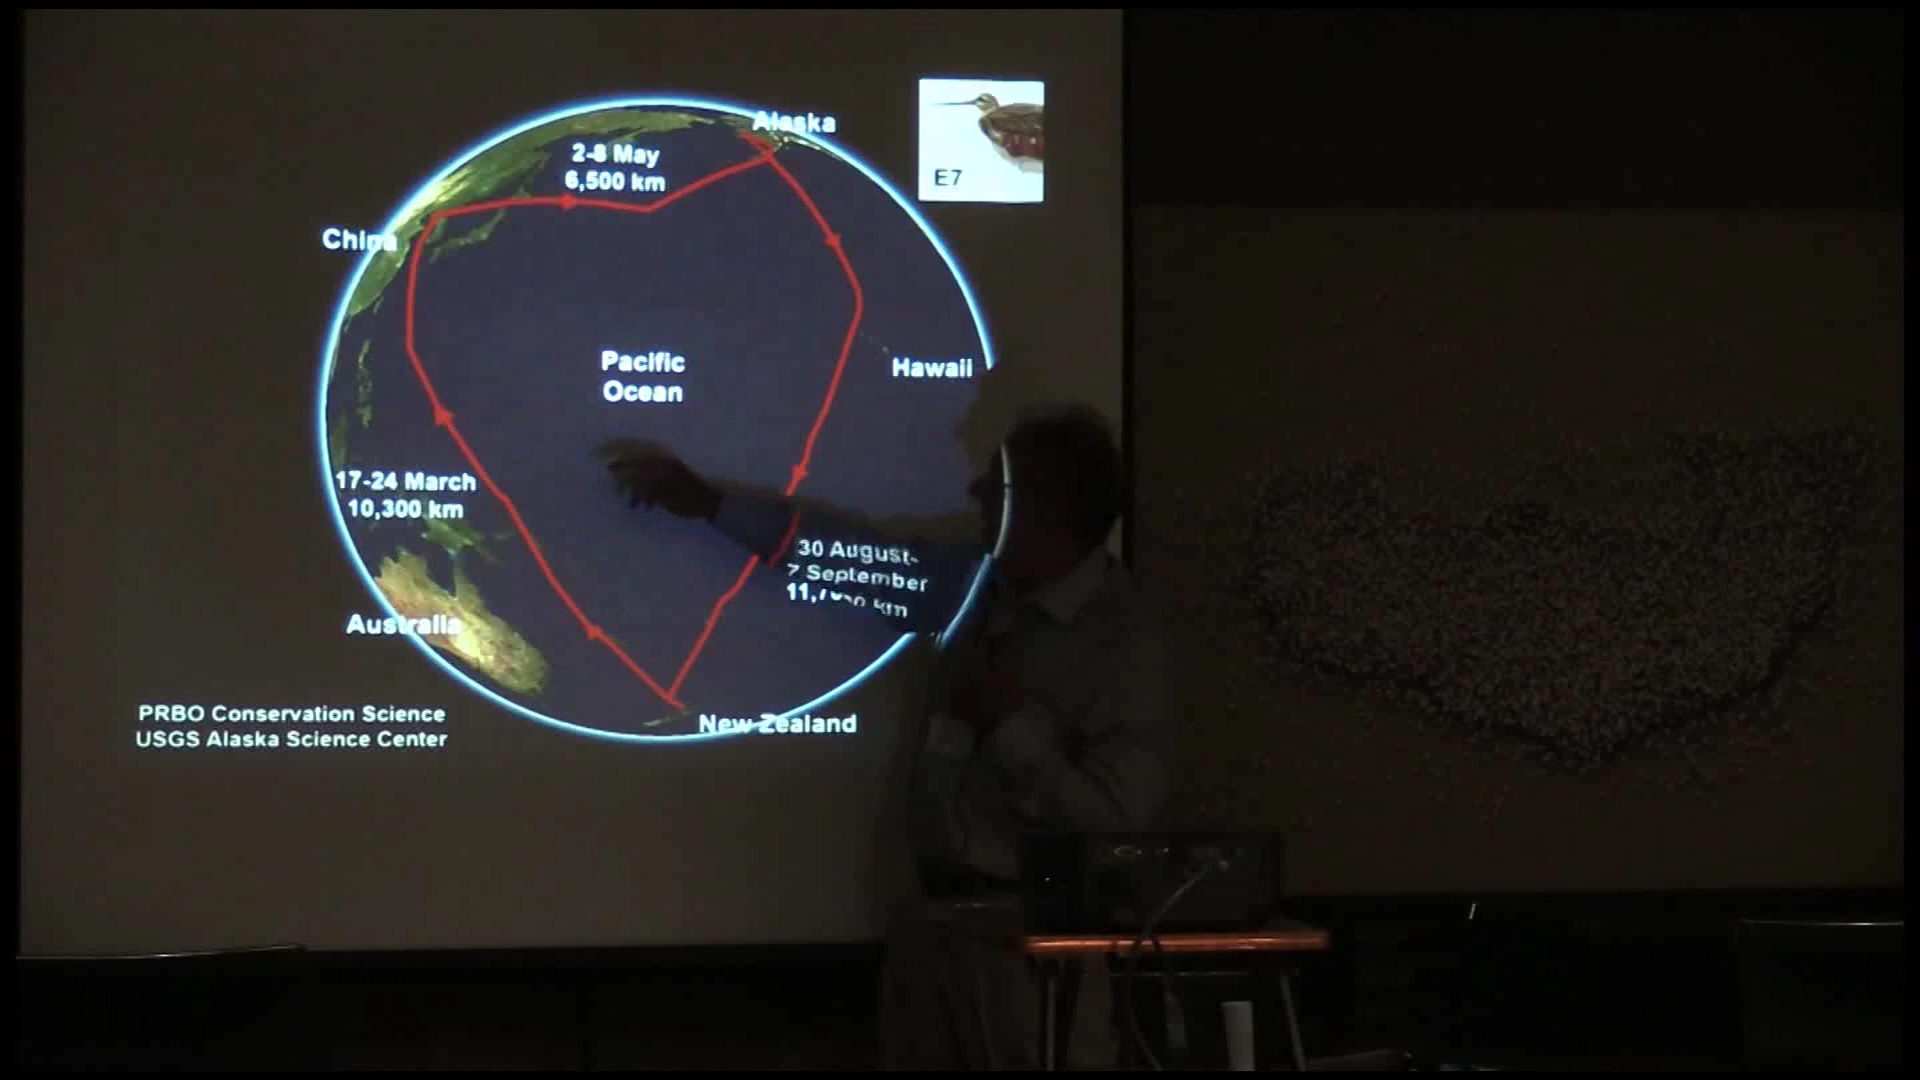 Alaska
2-8 May
6,500 km
E7
China
Pacific
Ocean
Hawaii
17-24 March
10,300 km
30 August-
7 September
km
Australia
PRBO Conservation Science
USGS Alaska Science Center
New Zealand